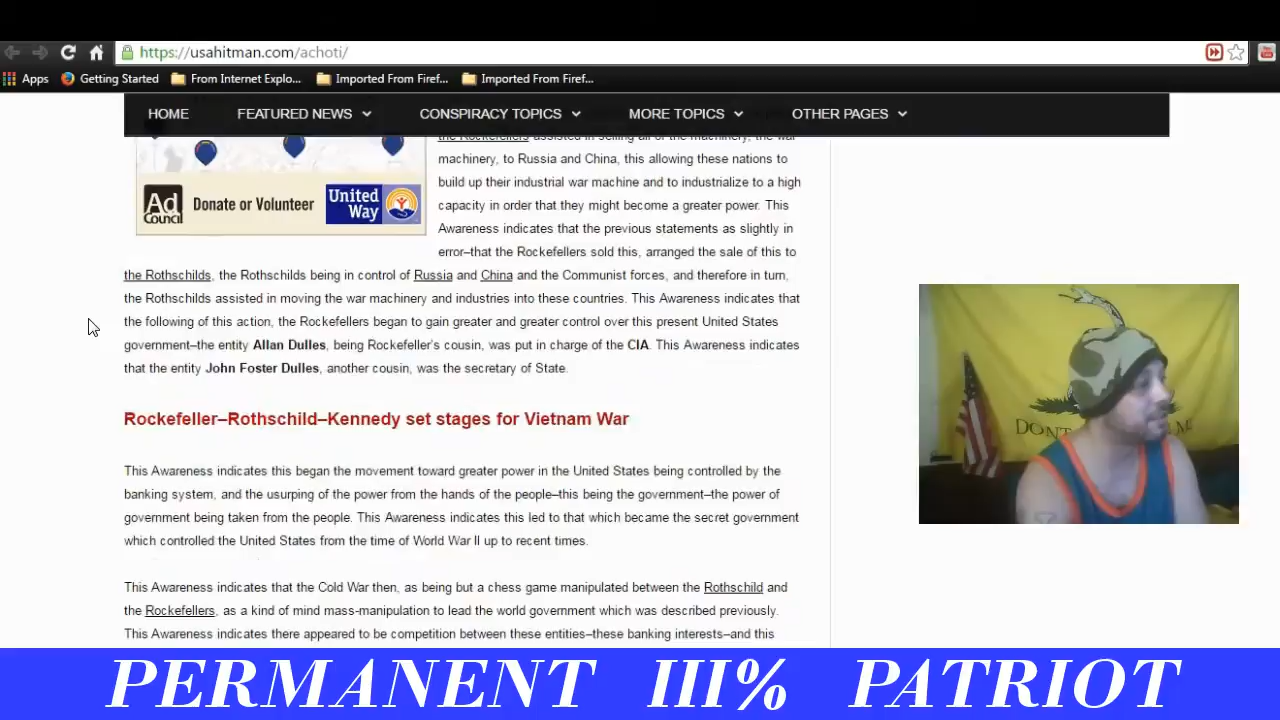 https://usahitman.com/achoti/
Apps Getting Started From Internet Explo... Imported From Firef... Imported From Firef...
HOME FEATURED NEWS CONSPIRACY TOPICS MORE TOPICS OTHER PAGES
the Rockefellers assisted in selling all of the machinery, the war
machinery, to Russia and China, this allowing these nations to
build up their industrial war machine and to industrialize to a high
capacity in order that they might become a greater power. This
Awareness indicates that the previous statements as slightly in
error–that the Rockefellers sold this, arranged the sale of this to
Ad Council Donate or Volunteer United Way
the Rothschilds, the Rothschilds being in control of Russia and China and the Communist forces, and therefore in turn,
the Rothschilds assisted in moving the war machinery and industries into these countries. This Awareness indicates that
the following of this action, the Rockefellers began to gain greater and greater control over this present United States
government–the entity Allan Dulles, being Rockefeller's cousin, was put in charge of the CIA. This Awareness indicates
that the entity John Foster Dulles, another cousin, was the secretary of State.
Rockefeller–Rothschild–Kennedy set stages for Vietnam War
This Awareness indicates this began the movement toward greater power in the United States being controlled by the
banking system, and the usurping of the power from the hands of the people–this being the government–the power of
government being taken from the people. This Awareness indicates this led to that which became the secret government
which controlled the United States from the time of World War II up to recent times.
This Awareness indicates that the Cold War then, as being but a chess game manipulated between the Rothschild and
the Rockefellers, as a kind of mind mass-manipulation to lead the world government which was described previously.
This Awareness indicates there appeared to be competition between these entities–these banking interests–and this
DONT
PERMANENT III% PATRIOT